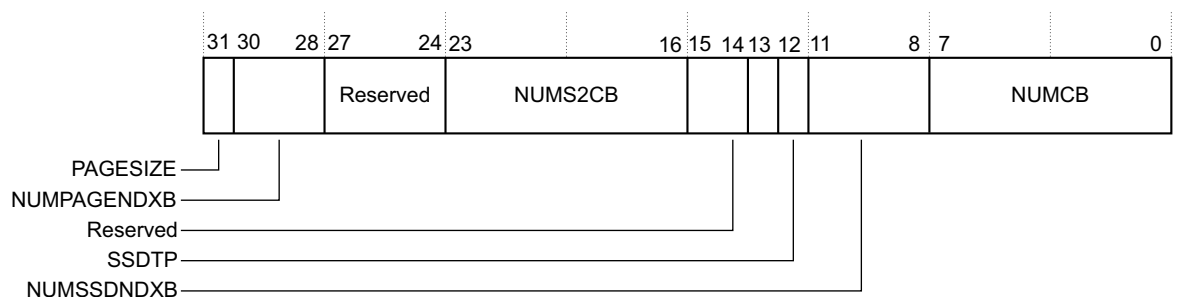 31 30 28 27 24 23 16 15 14 13 12 11 8 7 0
Reserved NUMS2CB NUMCB
PAGESIZE
NUMPAGENDXB
Reserved
SSDTP
NUMSSDNDXB